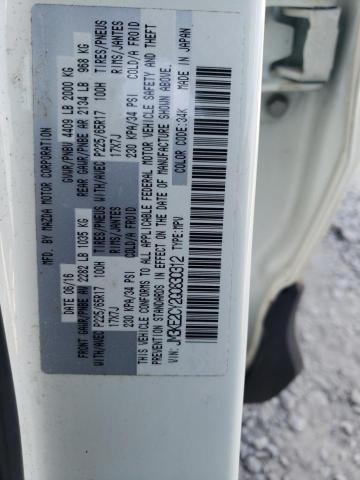 MFD. BY MAZDA MOTOR CORPORATION
DATE: 06/16 GVWR/PNBV 4409 LB 2000 KG
FRONT GAWR/PNBE AV 2282 LB 1035 KG REAR GAWR/PNBE AR 2134 LB 968 KG
WITH/AVEC P225/65R17 100H TIRES/PNEUS WITH/AVEC P225/65R17 100H TIRES/PNEUS
17X7J RIMS/JANTES 17X7J RIMS/JANTES
230 KPA/34 PSI COLD/A FROID 230 KPA/34 PSI COLD/A FROID
THIS VEHICLE CONFORMS TO ALL APPLICABLE FEDERAL MOTOR VEHICLE SAFETY AND THEFT
PREVENTION STANDARDS IN EFFECT ON THE DATE OF MANUFACTURE SHOWN ABOVE.
VIN: JM3KE2CY2G0830312 TYPE: MPV COLOR CODE: 34K MADE IN JAPAN